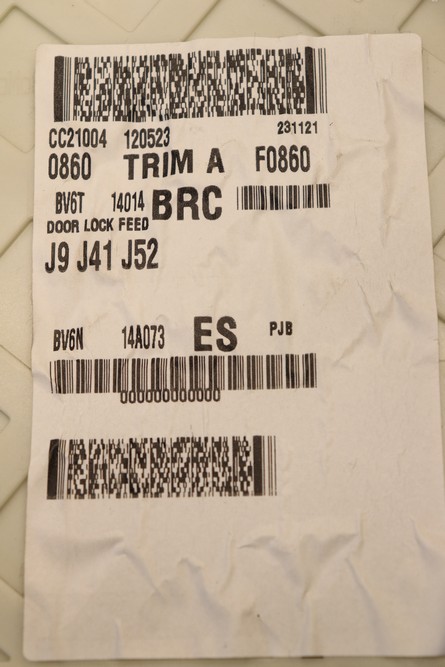 CC21004 120523 231121
0860 TRIM A F0860
BV6T 14014 BRC
DOOR LOCK FEED
J9 J41 J52
BV6N 14A073 ES PJB
000000000000